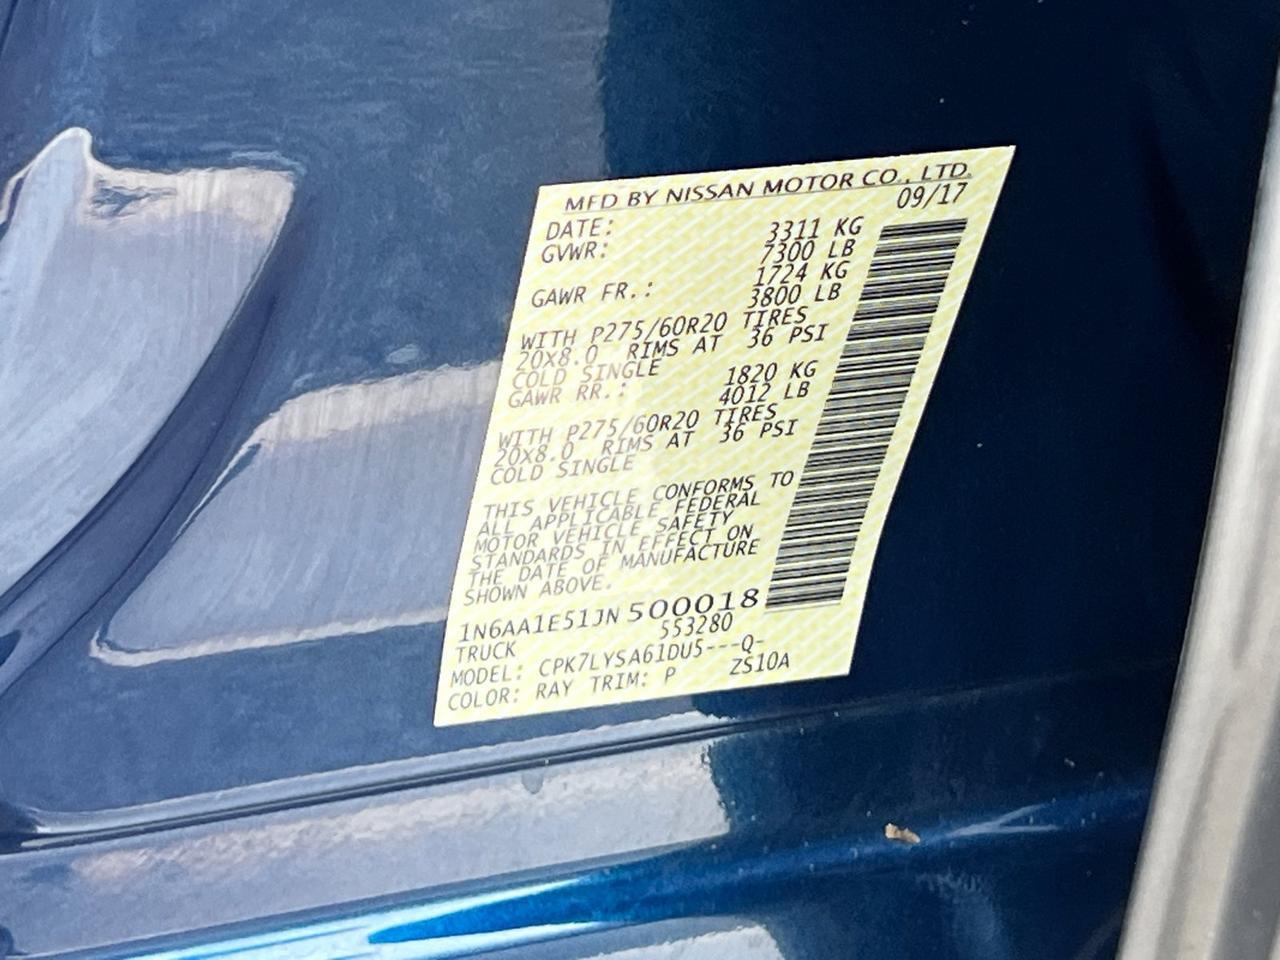 MFD BY NISSAN MOTOR CO., LTD.
DATE: 09/17
GVWR: 3311 KG
7300 LB
GAWR FR.: 1724 KG
3800 LB
WITH P275/60R20 TIRES
20X8.0 RIMS AT 36 PSI
COLD SINGLE
GAWR RR.: 1820 KG
4012 LB
WITH P275/60R20 TIRES
20X8.0 RIMS AT 36 PSI
COLD SINGLE
THIS VEHICLE CONFORMS TO
ALL APPLICABLE FEDERAL
MOTOR VEHICLE SAFETY
STANDARDS IN EFFECT ON
THE DATE OF MANUFACTURE
SHOWN ABOVE.
1N6AA1E51JN500018
TRUCK 553280
MODEL: CPK7LYSA61DU5---Q-
COLOR: RAY TRIM: P ZS10A